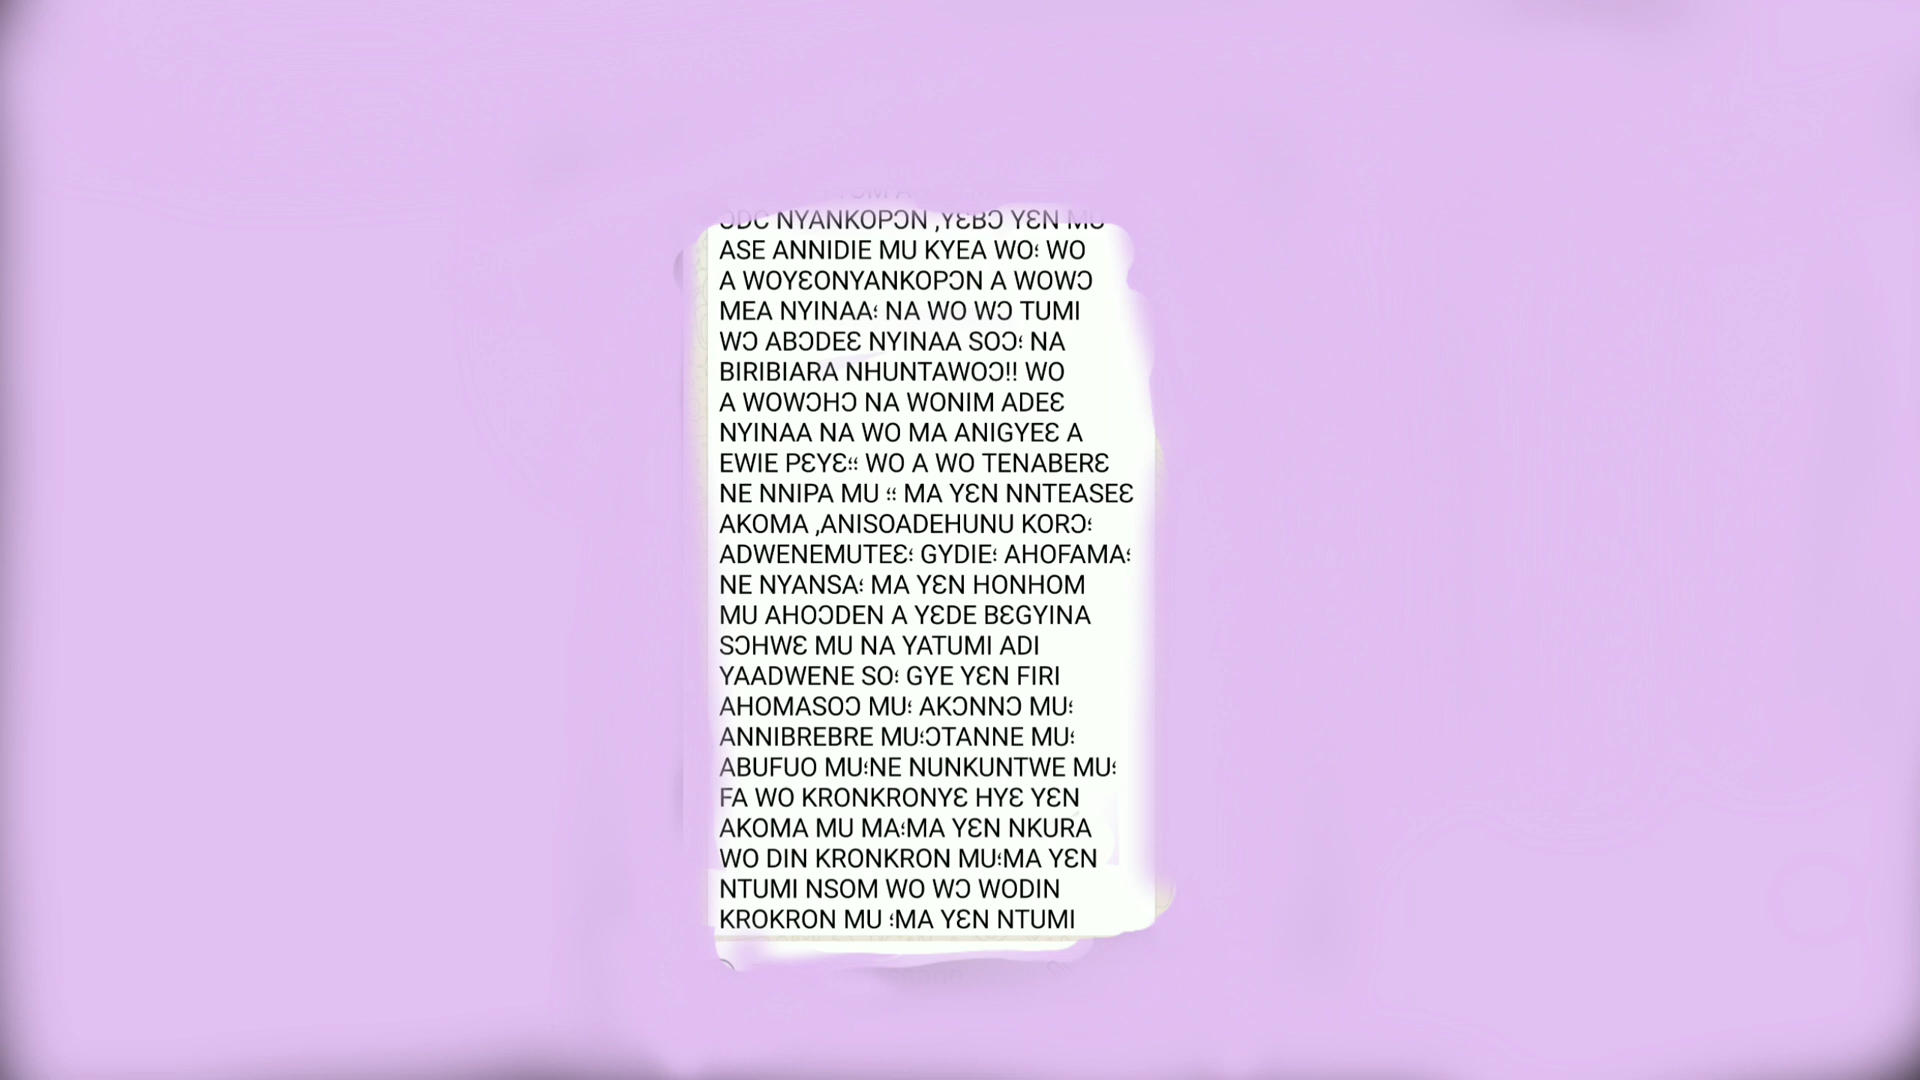 ƆDƆ NYANKOPƆN ,YƐBƆ YƐN MU
ASE ANNIDIE MU KYEA WO؛ WO
A WOYƐONYANKOPƆN A WOWƆ
MEA NYINAA؛ NA WO WƆ TUMI
WƆ ABƆDEƐ NYINAA SOƆ؛ NA
BIRIBIARA NHUNTAWOƆ!! WO
A WOWƆHƆ NA WONIM ADEƐ
NYINAA NA WO MA ANIGYEƐ A
EWIE PƐYƐ؛؛ WO A WO TENABERƐ
NE NNIPA MU ؛؛ MA YƐN NNTEASEƐ
AKOMA ,ANISOADEHUNU KORƆ؛
ADWENEMUTEƐ؛ GYDIE؛ AHOFAMA؛
NE NYANSA؛ MA YƐN HONHOM
MU AHOƆDEN A YƐDE BƐGYINA
SƆHWƐ MU NA YATUMI ADI
YAADWENE SO؛ GYE YƐN FIRI
AHOMASOƆ MU؛ AKƆNNƆ MU؛
ANNIBREBRE MU؛ƆTANNE MU؛
ABUFUO MU؛NE NUNKUNTWE MU؛
FA WO KRONKRONYƐ HYƐ YƐN
AKOMA MU MA؛MA YƐN NKURA
WO DIN KRONKRON MU؛MA YƐN
NTUMI NSOM WO WƆ WODIN
KROKRON MU ؛MA YƐN NTUMI